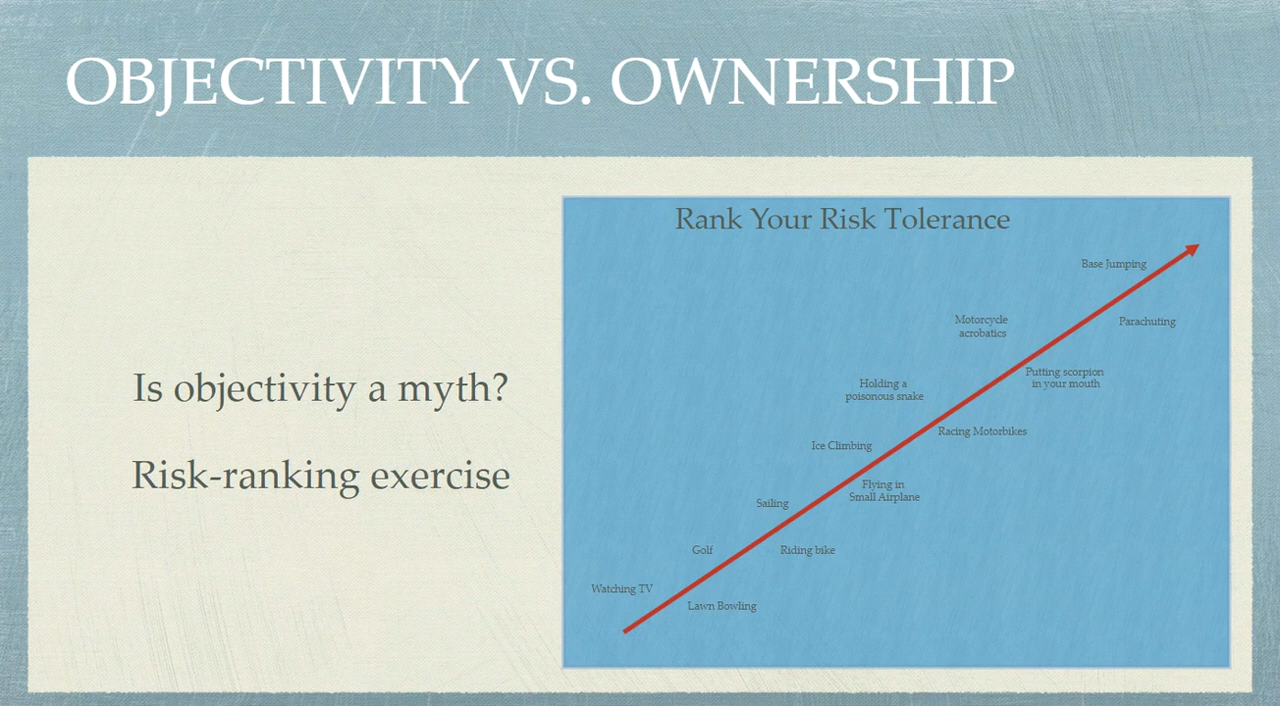 OBJECTIVITY VS. OWNERSHIP
Is objectivity a myth?
Risk-ranking exercise
Rank Your Risk Tolerance
Base Jumping
Motorcycle
acrobatics
Parachuting
Putting scorpion
in your mouth
Holding a
poisonous snake
Racing Motorbikes
Ice Climbing
Flying in
Small Airplane
Sailing
Golf
Riding bike
Watching TV
Lawn Bowling